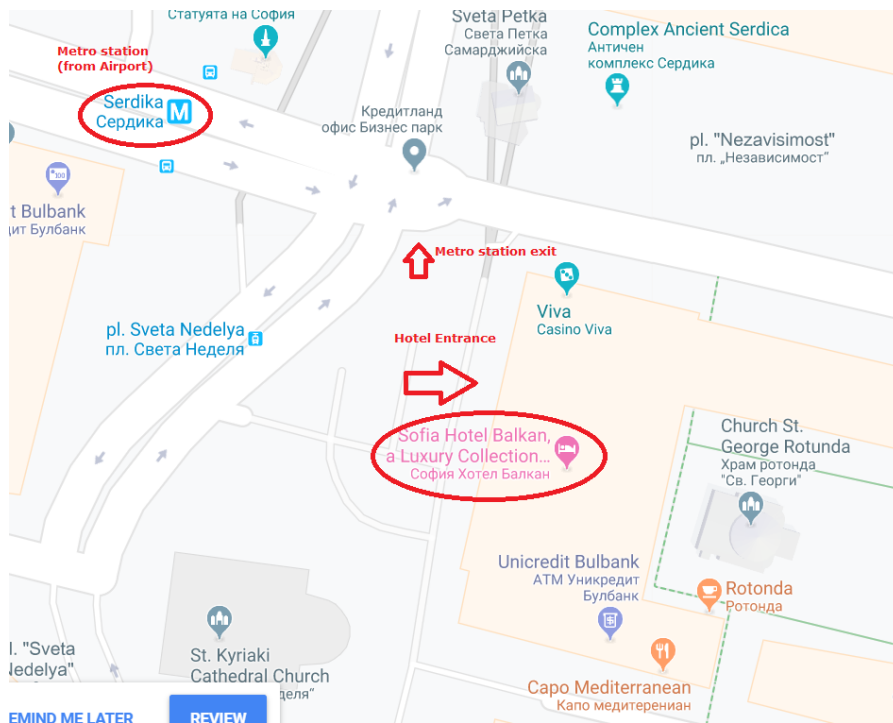 Статуята на София
Metro station
(from Airport)
Serdika
Сердика
M
Sveta Petka
Света Петка
Самарджийска
Complex Ancient Serdica
Античен
комплекс Сердика
Кредитланд
офис Бизнес парк
pl. "Nezavisimost"
пл. „Независимост“
100
t Bulbank
ит Булбанк
Metro station exit
Viva
Casino Viva
pl. Sveta Nedelya
пл. Света Неделя
Hotel Entrance
Sofia Hotel Balkan,
a Luxury Collection...
София Хотел Балкан
Church St.
George Rotunda
Храм ротонда
"Св. Георги"
Unicredit Bulbank
АТМ Уникредит
Булбанк
Rotonda
Ротонда
St. Kyriaki
Cathedral Church
деля“
l. "Sveta
Nedelya"
Capo Mediterranean
Капо медитерениан
EMIND ME LATER
REVIEW